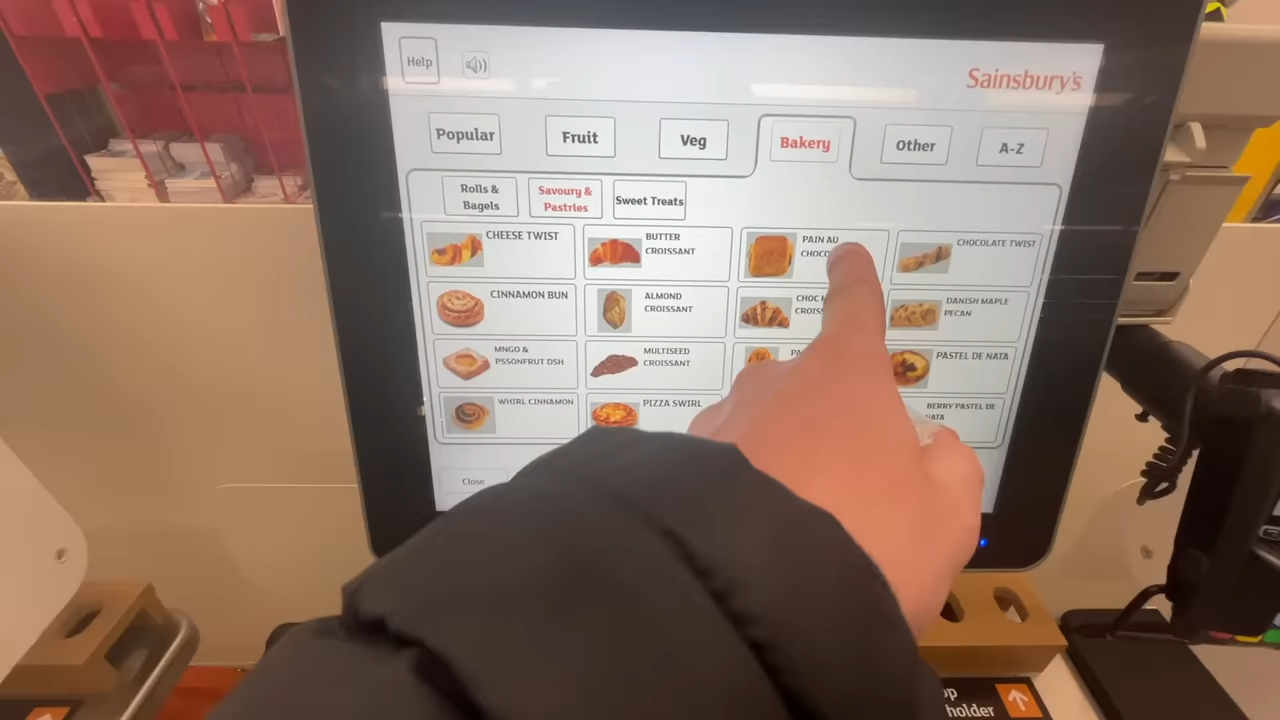 Help
Sainsbury's
Popular
Fruit
Veg
Bakery
Other
A-Z
Rolls &
Bagels
Savoury &
Pastries
Sweet Treats
CHEESE TWIST
BUTTER
CROISSANT
PAIN AU
CHOCOLATE TWIST
CINNAMON BUN
ALMOND
CROISSANT
CHOC
DANISH MAPLE
PECAN
MNGO &
PSSONFRUT DSH
MULTISEED
CROISSANT
PASTEL DE NATA
WHIRL CINNAMON
PIZZA SWIRL
BERRY PASTEL DE
NATA
Close
holder